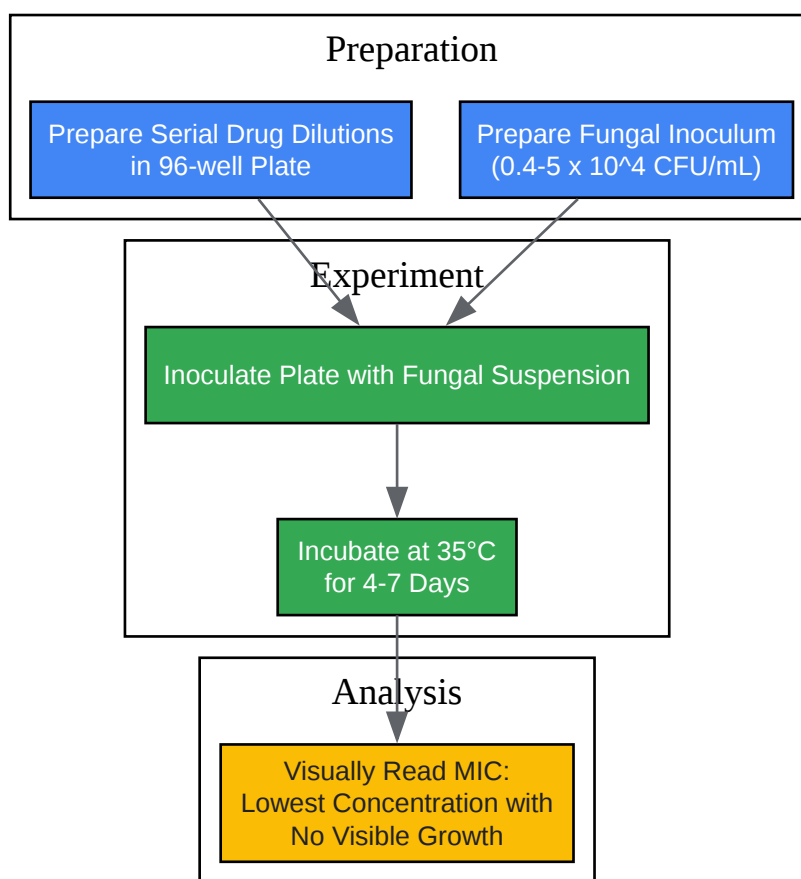 Preparation
Prepare Serial Drug Dilutions
in 96-well Plate
Prepare Fungal Inoculum
(0.4-5 x 10^4 CFU/mL)
Experiment
Inoculate Plate with Fungal Suspension
Incubate at 35°C
for 4-7 Days
Analysis
Visually Read MIC:
Lowest Concentration with
No Visible Growth